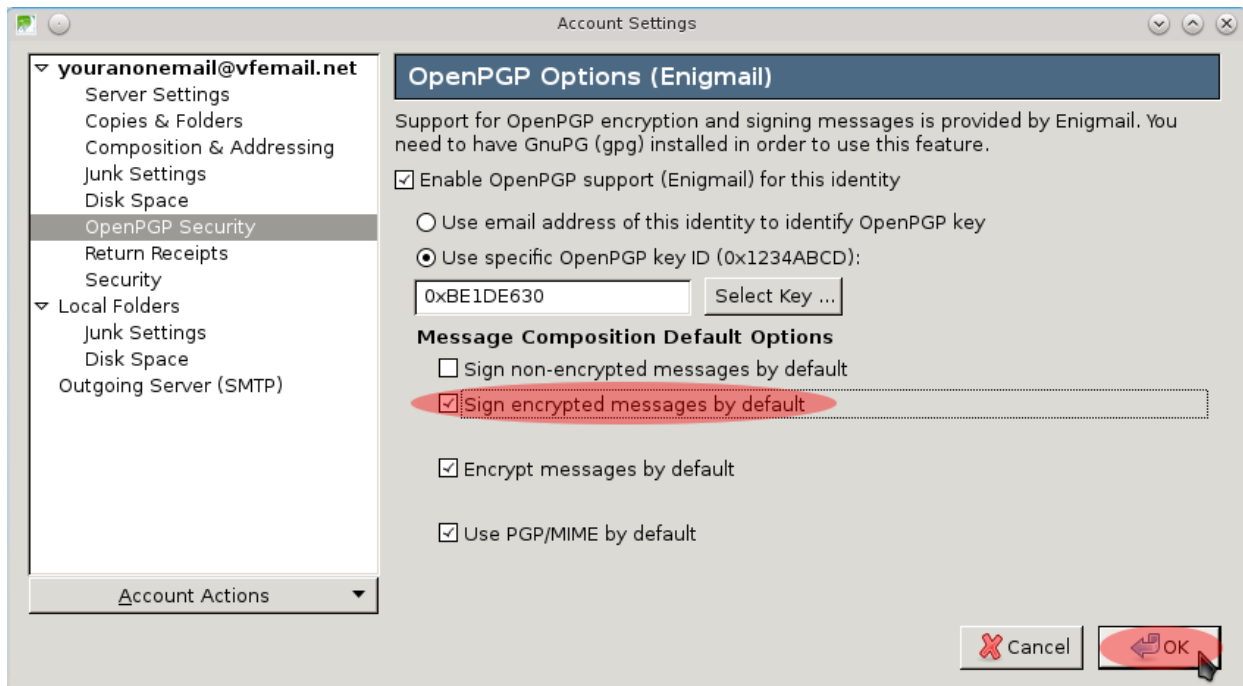 Account Settings
youranonemail@vfemail.net
Server Settings
Copies & Folders
Composition & Addressing
Junk Settings
Disk Space
OpenPGP Security
Return Receipts
Security
Local Folders
Junk Settings
Disk Space
Outgoing Server (SMTP)
Account Actions
OpenPGP Options (Enigmail)
Support for OpenPGP encryption and signing messages is provided by Enigmail. You
need to have GnuPG (gpg) installed in order to use this feature.
Enable OpenPGP support (Enigmail) for this identity
Use email address of this identity to identify OpenPGP key
Use specific OpenPGP key ID (0x1234ABCD):
0xBE1DE630
Select Key ...
Message Composition Default Options
Sign non-encrypted messages by default
Sign encrypted messages by default
Encrypt messages by default
Use PGP/MIME by default
Cancel
OK